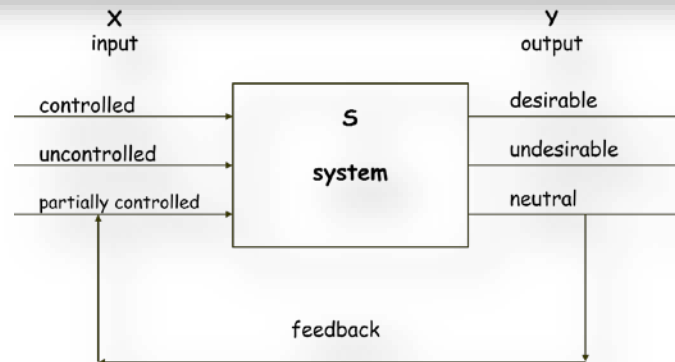 X
input
Y
output
controlled
uncontrolled
partially controlled
S
system
desirable
undesirable
neutral
feedback